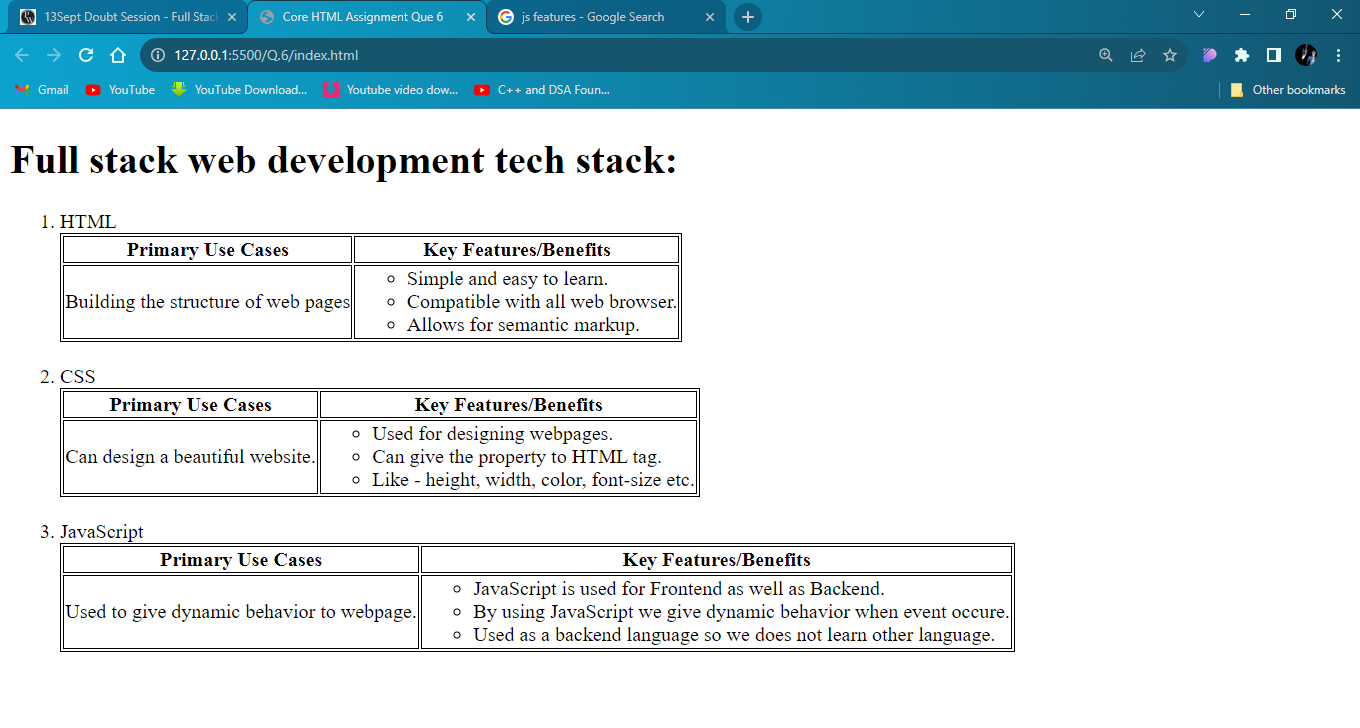 13Sept Doubt Session - Full Stac
Core HTML Assignment Que 6
js features - Google Search
127.0.0.1:5500/Q.6/index.html
Gmail
YouTube
YouTube Download...
Youtube video dow...
C++ and DSA Foun...
Other bookmarks
Full stack web development tech stack:
1. HTML
Primary Use Cases
Key Features/Benefits
Building the structure of web pages
Simple and easy to learn.
Compatible with all web browser.
Allows for semantic markup.
2. CSS
Primary Use Cases
Key Features/Benefits
Can design a beautiful website.
Used for designing webpages.
Can give the property to HTML tag.
Like - height, width, color, font-size etc.
3. JavaScript
Primary Use Cases
Key Features/Benefits
Used to give dynamic behavior to webpage.
JavaScript is used for Frontend as well as Backend.
By using JavaScript we give dynamic behavior when event occure.
Used as a backend language so we does not learn other language.